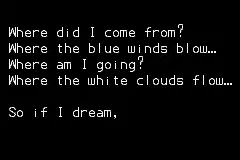 Where did I come from?
Where the blue winds blow…
Where am I going?
Where the white clouds flow…
So if I dream,